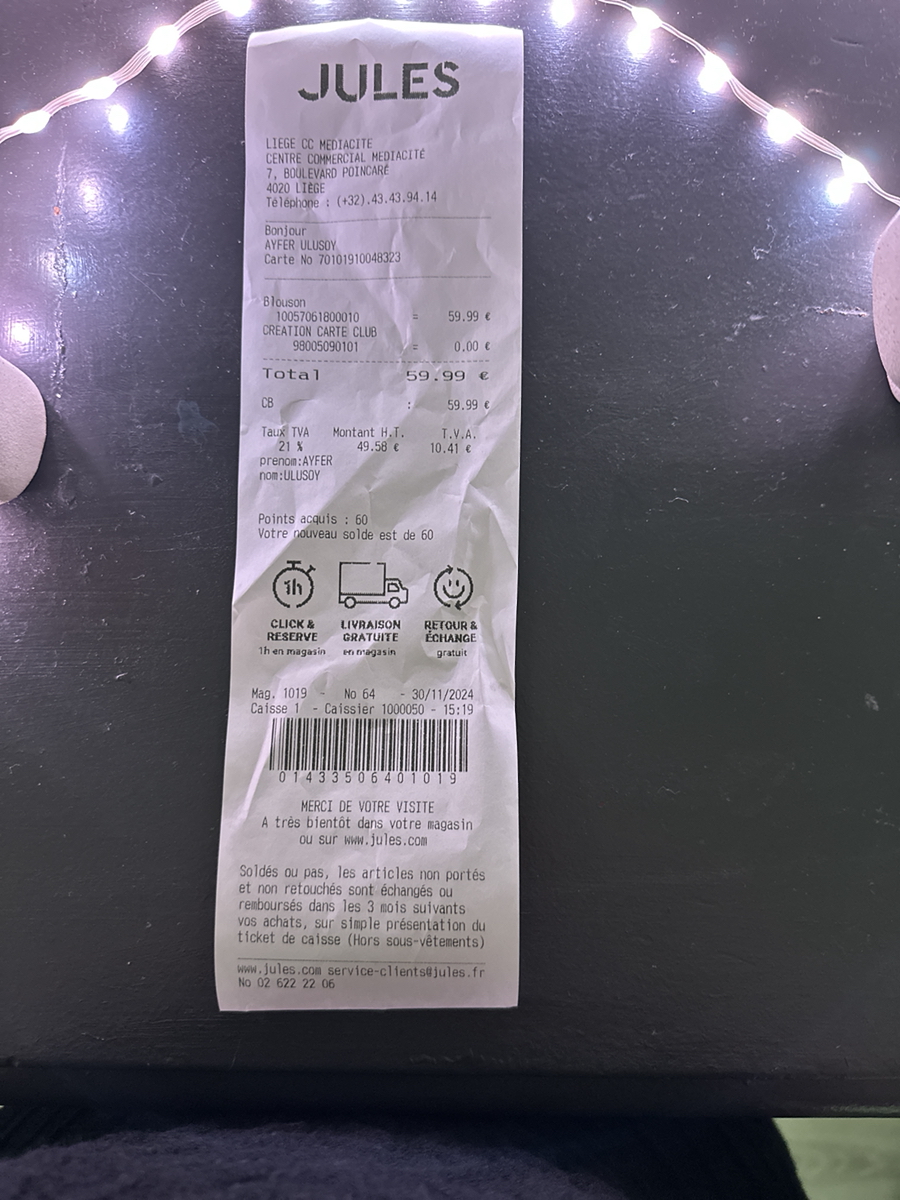 JULES
LIEGE CC MEDIACITE
CENTRE COMMERCIAL MEDIACITÉ
7, BOULEVARD POINCARÉ
4020 LIÈGE
Téléphone : (+32).43.43.94.14
Bonjour
AYFER ULUSOY
Carte No 70101910048323
Blouson
10057061800010 = 59.99 €
CREATION CARTE CLUB
98005090101 = 0.00 €
Total 59.99 €
CB : 59.99 €
Taux TVA Montant H.T. T.V.A.
21 % 49.58 € 10.41 €
prenom:AYFER
nom:ULUSOY
Points acquis : 60
Votre nouveau solde est de 60
1h
CLICK & RESERVE
1h en magasin
LIVRAISON GRATUITE
en magasin
RETOUR & ÉCHANGE
gratuit
Mag. 1019 - No 64 - 30/11/2024
Caisse 1 - Caissier 1000050 - 15:19
01433506401019
MERCI DE VOTRE VISITE
A très bientôt dans votre magasin
ou sur www.jules.com
Soldés ou pas, les articles non portés
et non retouchés sont échangés ou
remboursés dans les 3 mois suivants
vos achats, sur simple présentation du
ticket de caisse (Hors sous-vêtements)
www.jules.com service-clients@jules.fr
No 02 622 22 06